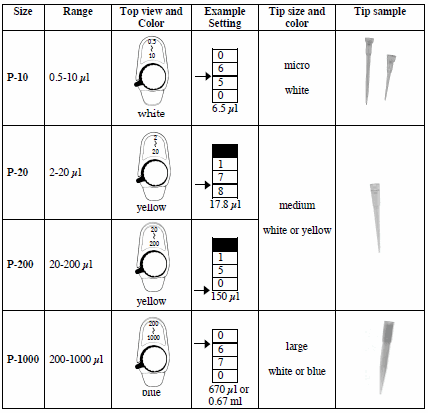 Size Range Top view and Color Example Setting Tip size and color Tip sample
P-10 0.5-10 µl
0.5
10
white
0
6
5
0
6.5 µl
micro
white
P-20 2-20 µl
2
20
yellow
1
7
8
17.8 µl
medium
white or yellow
P-200 20-200 µl
20
200
yellow
1
5
0
150 µl
P-1000 200-1000 µl
200
1000
blue
0
6
7
0
670 µl or
0.67 ml
large
white or blue